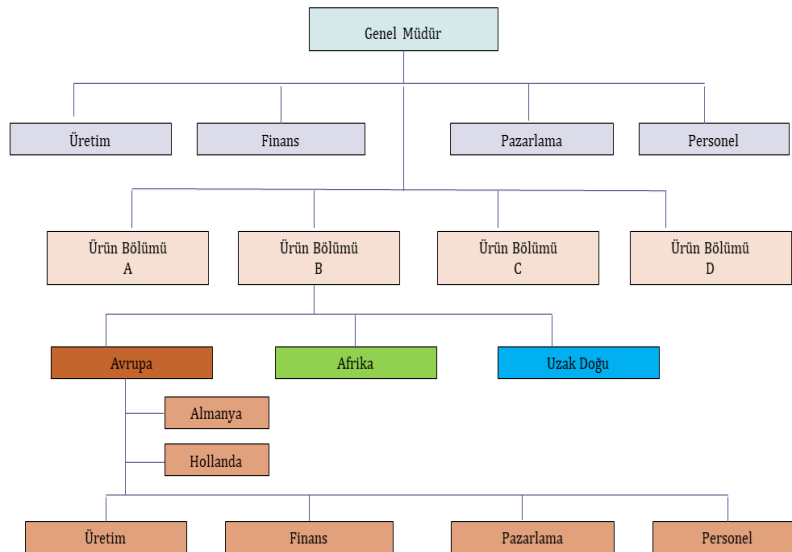 Genel Müdür
Üretim
Finans
Pazarlama
Personel
Ürün Bölümü
A
Ürün Bölümü
B
Ürün Bölümü
C
Ürün Bölümü
D
Avrupa
Afrika
Uzak Doğu
Almanya
Hollanda
Üretim
Finans
Pazarlama
Personel